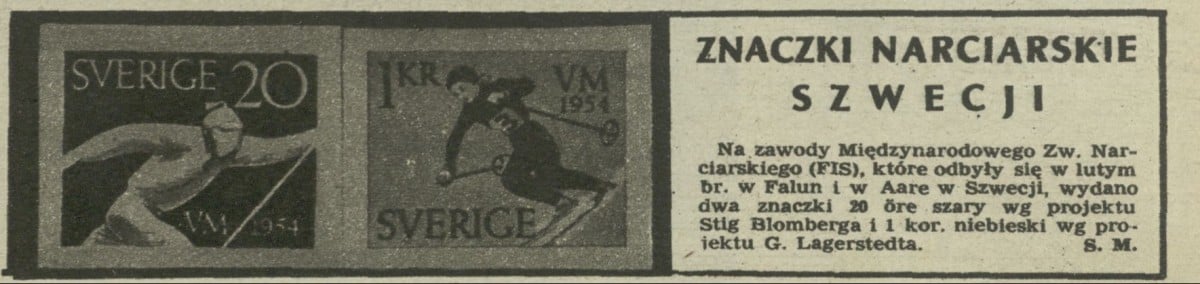 SVERIGE 20
VM 1954
1 KR VM
1954
SVERIGE
ZNACZKI NARCIARSKIE
SZWECJI
Na zawody Międzynarodowego Zw. Nar-
ciarskiego (FIS), które odbyły się w lutym
br. w Falun i w Aare w Szwecji, wydano
dwa znaczki 20 öre szary wg projektu
Stig Blomberga i 1 kor. niebieski wg pro-
jektu G. Lagerstedta. S. M.